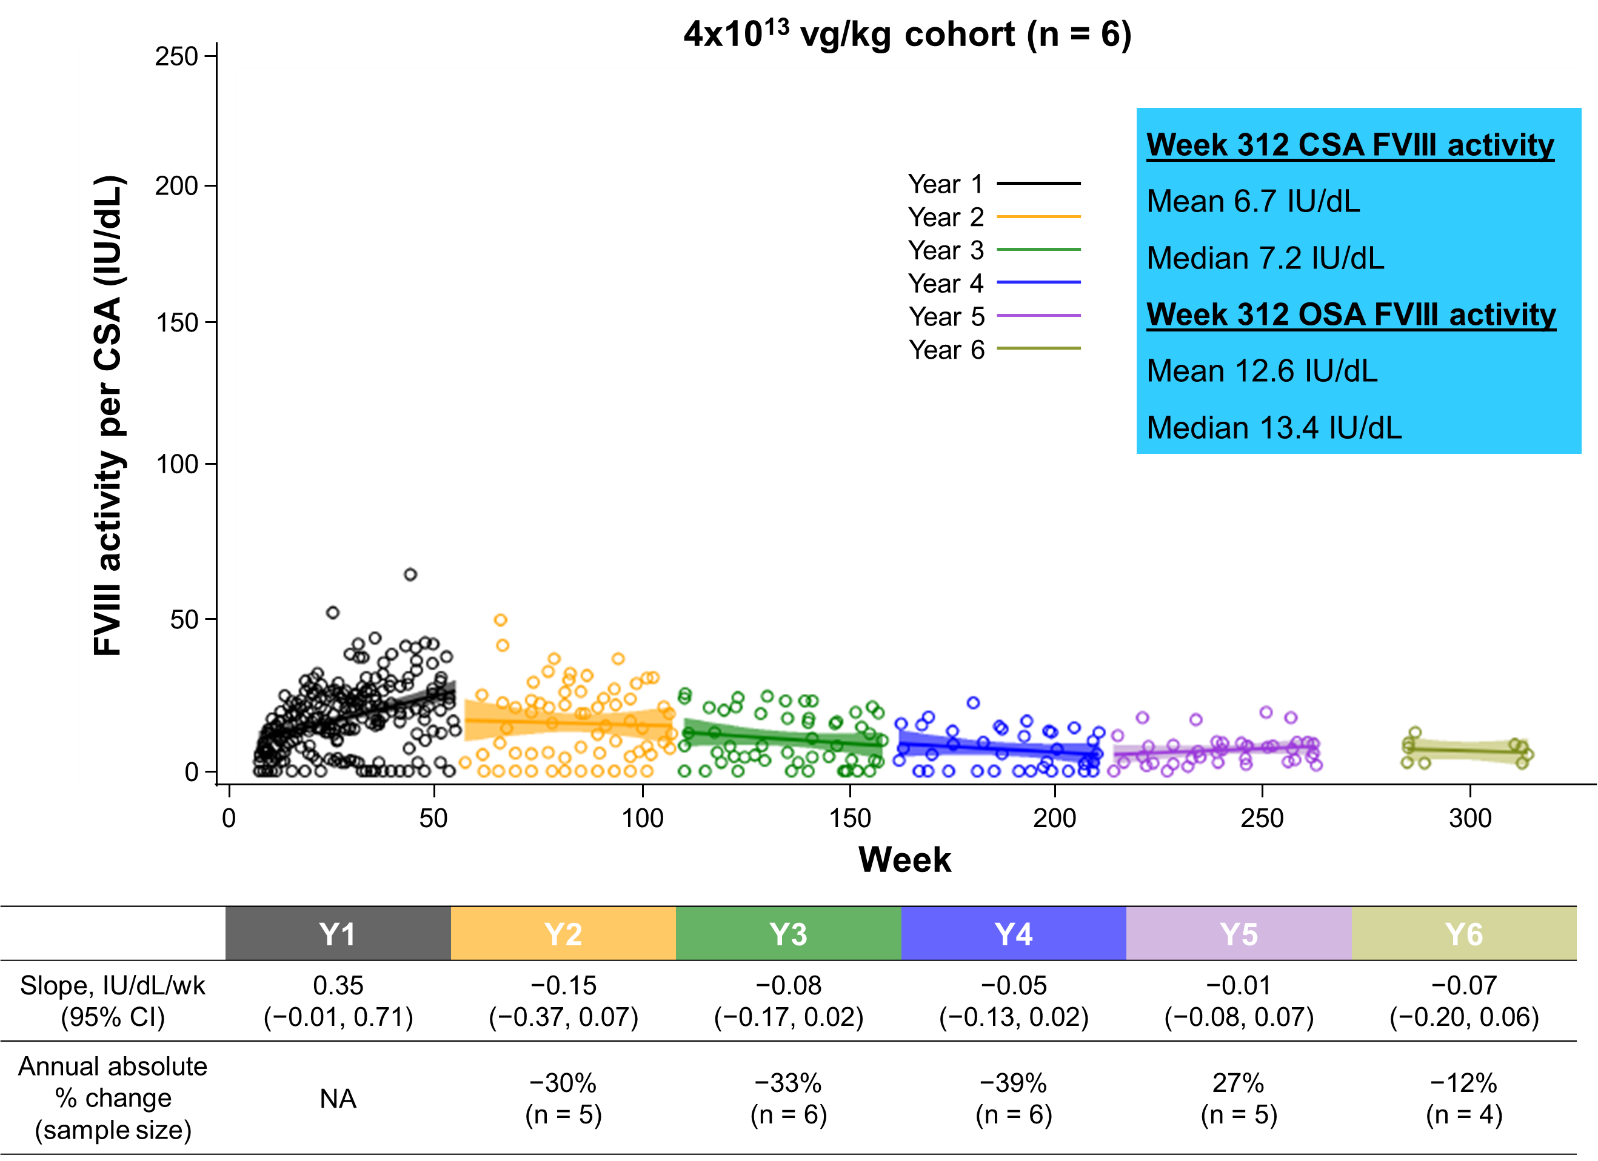 4x10¹³ vg/kg cohort (n = 6)
FVIII activity per CSA (IU/dL)
250
200
150
100
50
0
Year 1
Year 2
Year 3
Year 4
Year 5
Year 6
Week 312 CSA FVIII activity
Mean 6.7 IU/dL
Median 7.2 IU/dL
Week 312 OSA FVIII activity
Mean 12.6 IU/dL
Median 13.4 IU/dL
0 50 100 150 200 250 300
Week
Y1 Y2 Y3 Y4 Y5 Y6
Slope, IU/dL/wk 0.35 −0.15 −0.08 −0.05 −0.01 −0.07
(95% CI) (−0.01, 0.71) (−0.37, 0.07) (−0.17, 0.02) (−0.13, 0.02) (−0.08, 0.07) (−0.20, 0.06)
Annual absolute
% change NA −30% −33% −39% 27% −12%
(sample size) (n = 5) (n = 6) (n = 6) (n = 5) (n = 4)